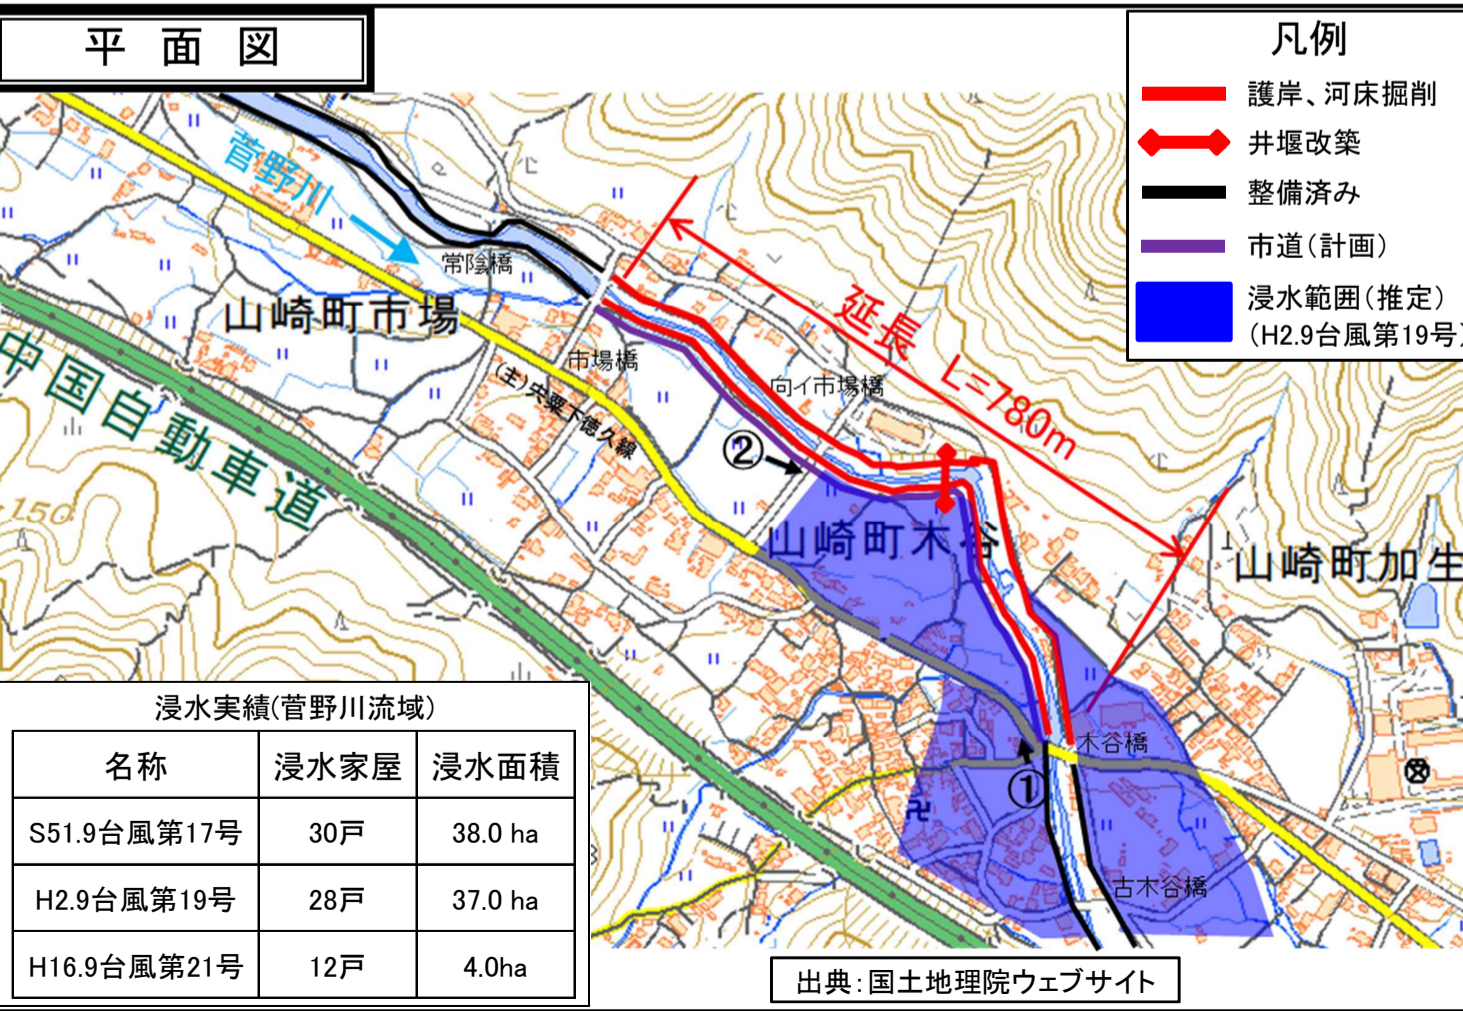 平面図
凡例
護岸、河床掘削
井堰改築
整備済み
市道(計画)
浸水範囲(推定)
(H2.9台風第19号)
菅野川
常陰橋
山崎町市場
中国自動車道
市場橋
(主)宍粟下徳久線
向イ市場橋
延長 L=780m
②
山崎町木谷
山崎町加生
150
木谷橋
①
古木谷橋
浸水実績(菅野川流域)
名称 浸水家屋 浸水面積
S51.9台風第17号 30戸 38.0 ha
H2.9台風第19号 28戸 37.0 ha
H16.9台風第21号 12戸 4.0ha
出典:国土地理院ウェブサイト